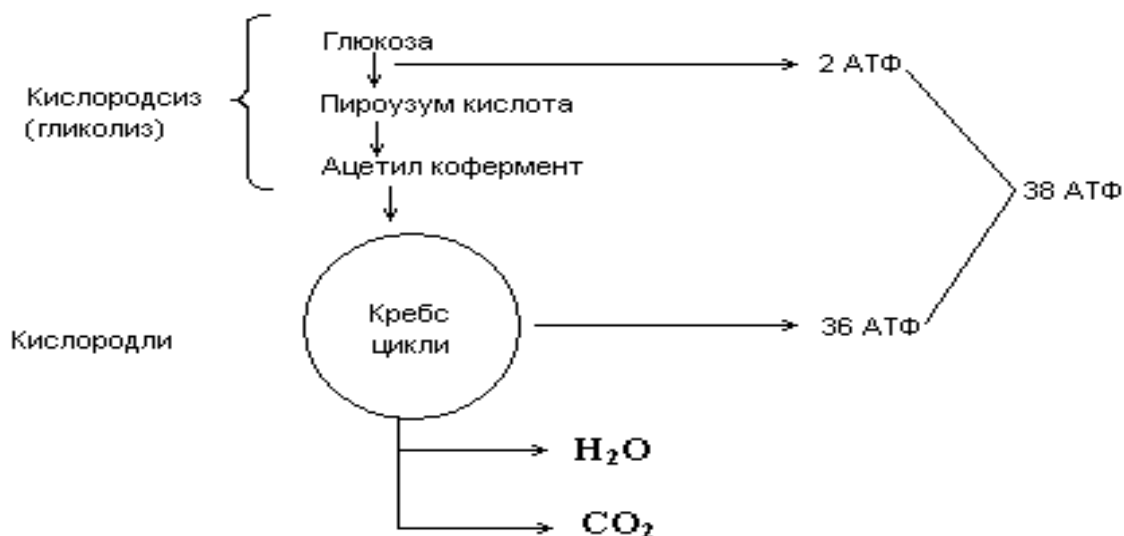 Глюкоза
2 АТФ
Кислородсиз
(гликолиз)
Пироузум кислота
Ацетил кофермент
38 АТФ
Кребс
цикли
36 АТФ
Кислородли
H₂O
CO₂